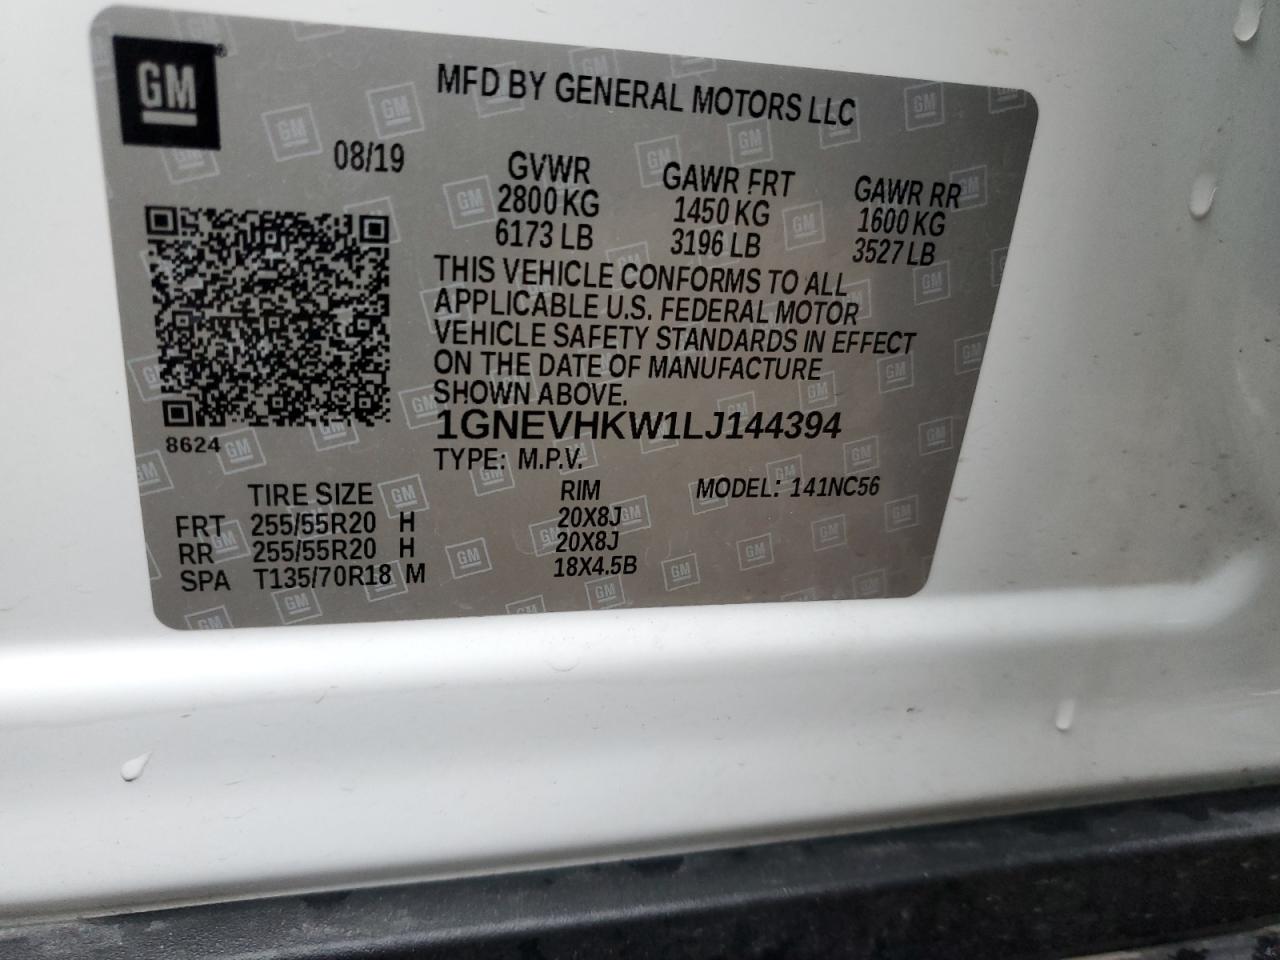 GM
MFD BY GENERAL MOTORS LLC
08/19
GVWR GAWR FRT GAWR RR
2800 KG 1450 KG 1600 KG
6173 LB 3196 LB 3527 LB
THIS VEHICLE CONFORMS TO ALL
APPLICABLE U.S. FEDERAL MOTOR
VEHICLE SAFETY STANDARDS IN EFFECT
ON THE DATE OF MANUFACTURE
SHOWN ABOVE.
1GNEVHKW1LJ144394
8624
TYPE: M.P.V.
TIRE SIZE RIM MODEL: 141NC56
FRT 255/55R20 H 20X8J
RR 255/55R20 H 20X8J
SPA T135/70R18 M 18X4.5B